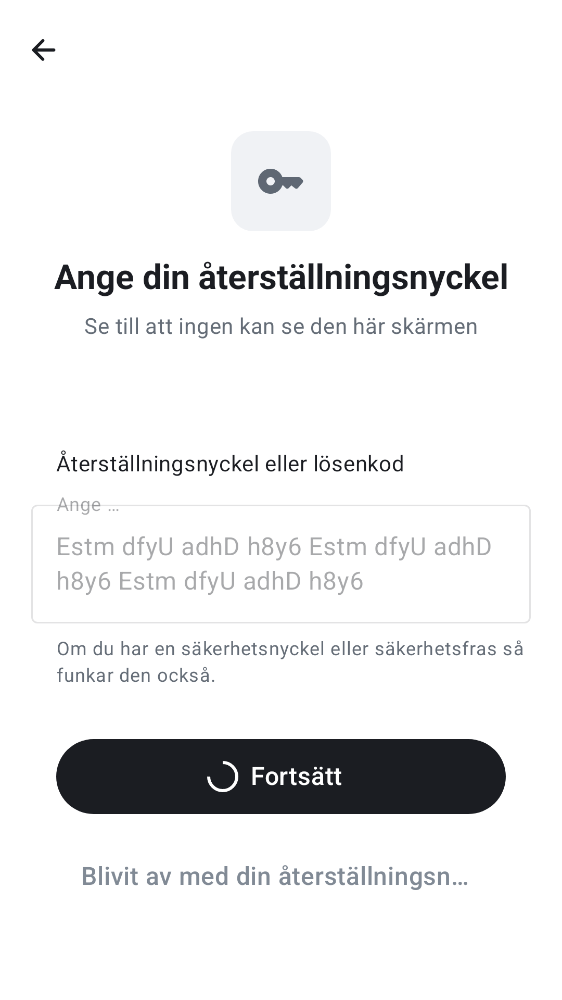 Ange din återställningsnyckel
Se till att ingen kan se den här skärmen
Återställningsnyckel eller lösenkod
Ange …
Estm dfyU adhD h8y6 Estm dfyU adhD
h8y6 Estm dfyU adhD h8y6
Om du har en säkerhetsnyckel eller säkerhetsfras så
funkar den också.
Fortsätt
Blivit av med din återställningsn…